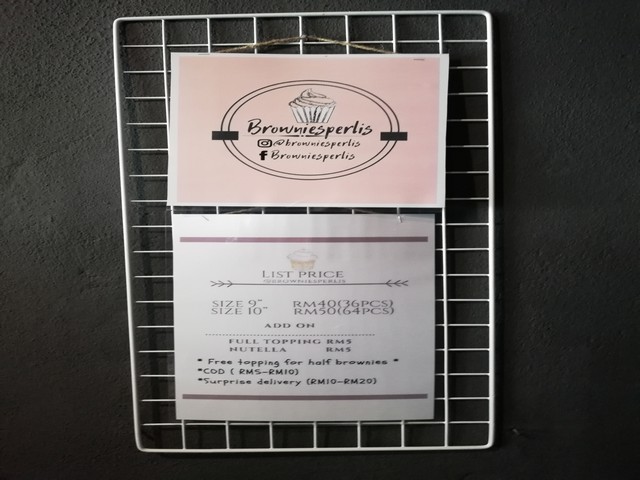 Browniesperlis
@browniesperlis
Browniesperlis
LIST PRICE
@BROWNIESPERLIS
SIZE 9" RM40(36PCS)
SIZE 10" RM50(64PCS)
ADD ON
FULL TOPPING RM5
NUTELLA RM5
* Free topping for half brownies *
*COD ( RM5-RM10)
*Surprise delivery (RM10-RM20)